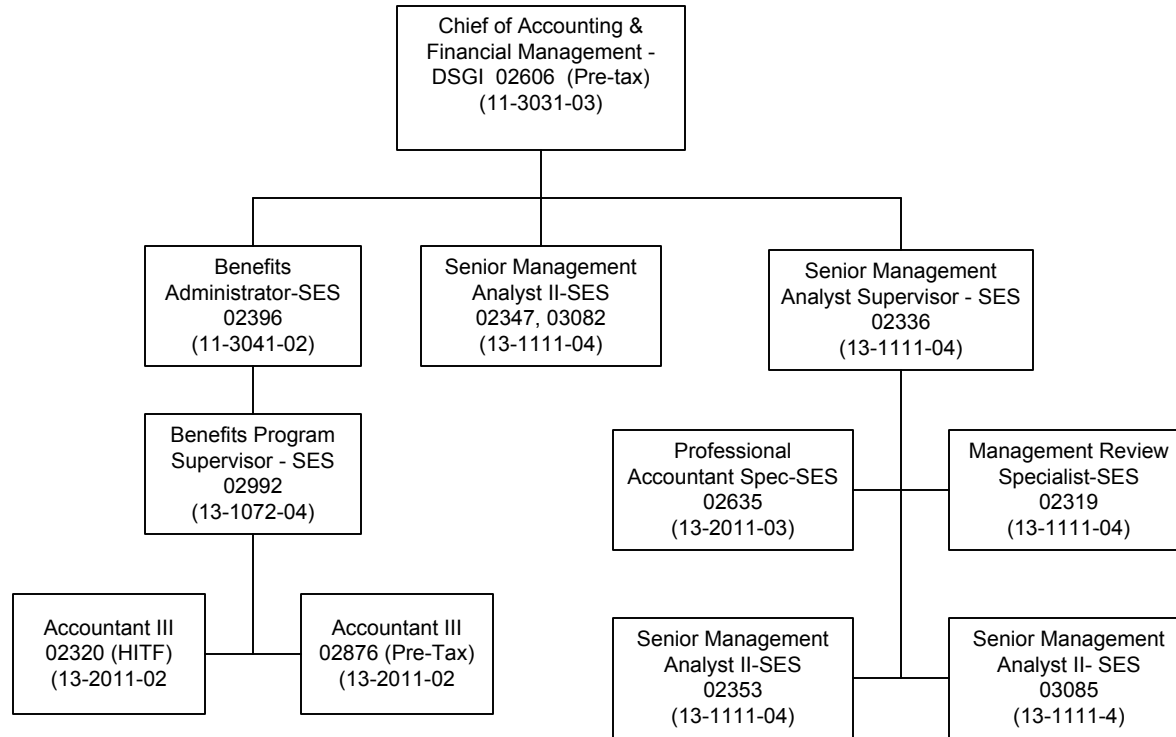 Chief of Accounting &
Financial Management -
DSGI  02606  (Pre-tax)
(11-3031-03)
Benefits
Administrator-SES
02396
(11-3041-02)
Senior Management
Analyst II-SES
02347, 03082
(13-1111-04)
Senior Management
Analyst Supervisor - SES
02336
(13-1111-04)
Benefits Program
Supervisor - SES
02992
(13-1072-04)
Professional
Accountant Spec-SES
02635
(13-2011-03)
Management Review
Specialist-SES
02319
(13-1111-04)
Accountant III
02320 (HITF)
(13-2011-02
Accountant III
02876 (Pre-Tax)
(13-2011-02
Senior Management
Analyst II-SES
02353
(13-1111-04)
Senior Management
Analyst II- SES
03085
(13-1111-4)